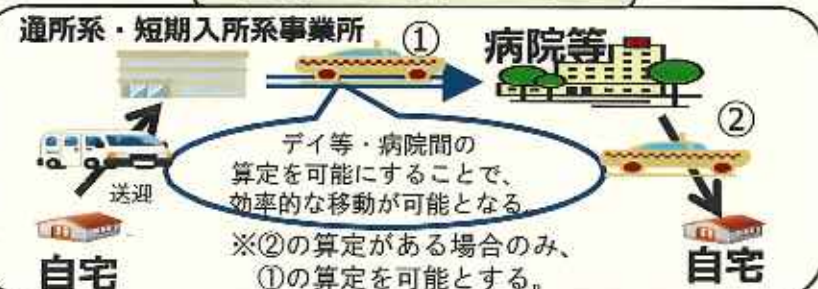 通所系・短期入所系事業所
①
病院等
②
デイ等・病院間の
算定を可能にすることで、
効率的な移動が可能となる。
送迎
自宅
※②の算定がある場合のみ、
①の算定を可能とする。
自宅